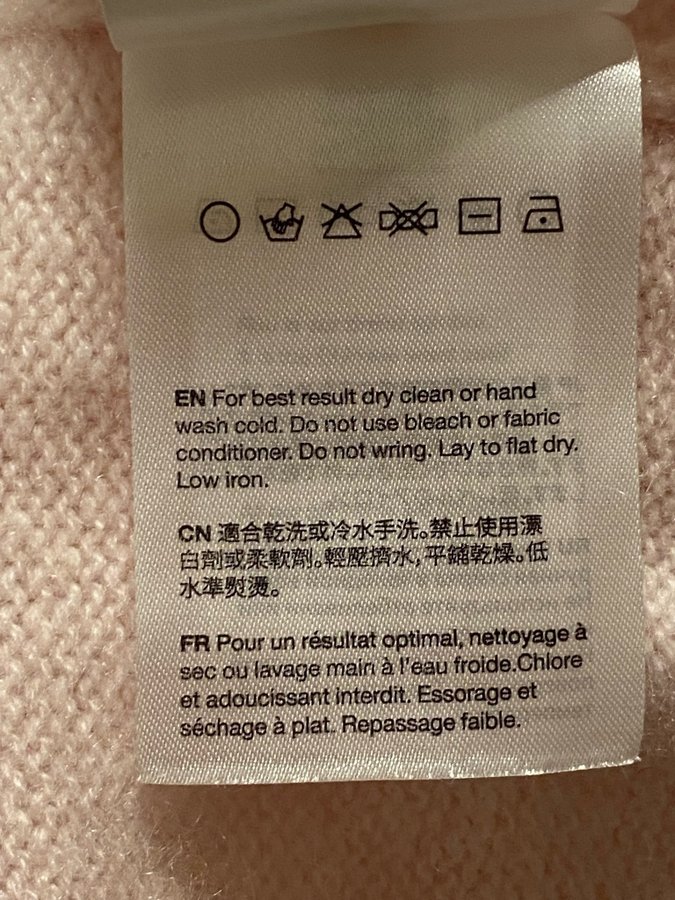 EN For best result dry clean or hand
wash cold. Do not use bleach or fabric
conditioner. Do not wring. Lay to flat dry.
Low iron.
CN 適合乾洗或冷水手洗。禁止使用漂
白劑或柔軟劑。輕壓擠水，平鋪乾燥。低
水準熨燙。
FR Pour un résultat optimal, nettoyage à
sec ou lavage main à l'eau froide.Chlore
et adoucissant interdit. Essorage et
séchage à plat. Repassage faible.